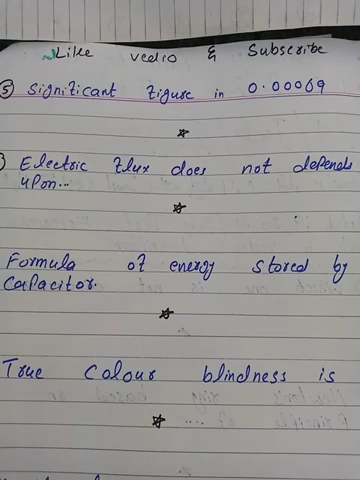 Like vedio & Subscribe
⑤ Significant figure in 0.00069
Electric flux does not depends
upon...
Formula of energy stored by
Capacitor.
True Colour blindness is